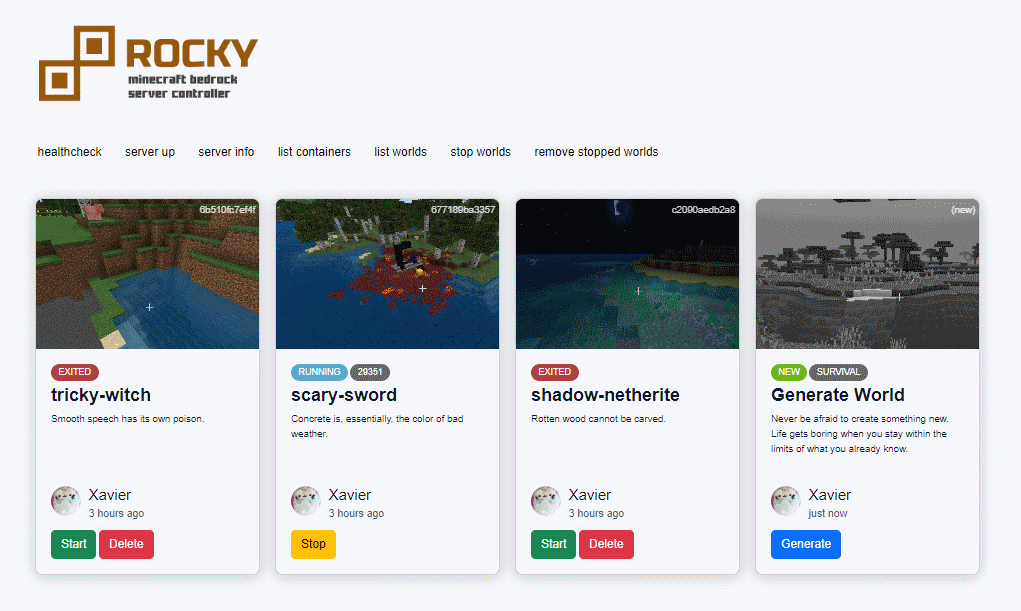 ROCKY
minecraft bedrock
server controller
healthcheck server up server info list containers list worlds stop worlds remove stopped worlds
6b510fc7ef4f
EXITED
tricky-witch
Smooth speech has its own poison.
Xavier
3 hours ago
Start Delete
677189ba3357
RUNNING 29351
scary-sword
Concrete is, essentially, the color of bad
weather.
Xavier
3 hours ago
Stop
c2090aedb2a8
EXITED
shadow-netherite
Rotten wood cannot be carved.
Xavier
3 hours ago
Start Delete
(new)
NEW SURVIVAL
Generate World
Never be afraid to create something new.
Life gets boring when you stay within the
limits of what you already know.
Xavier
just now
Generate